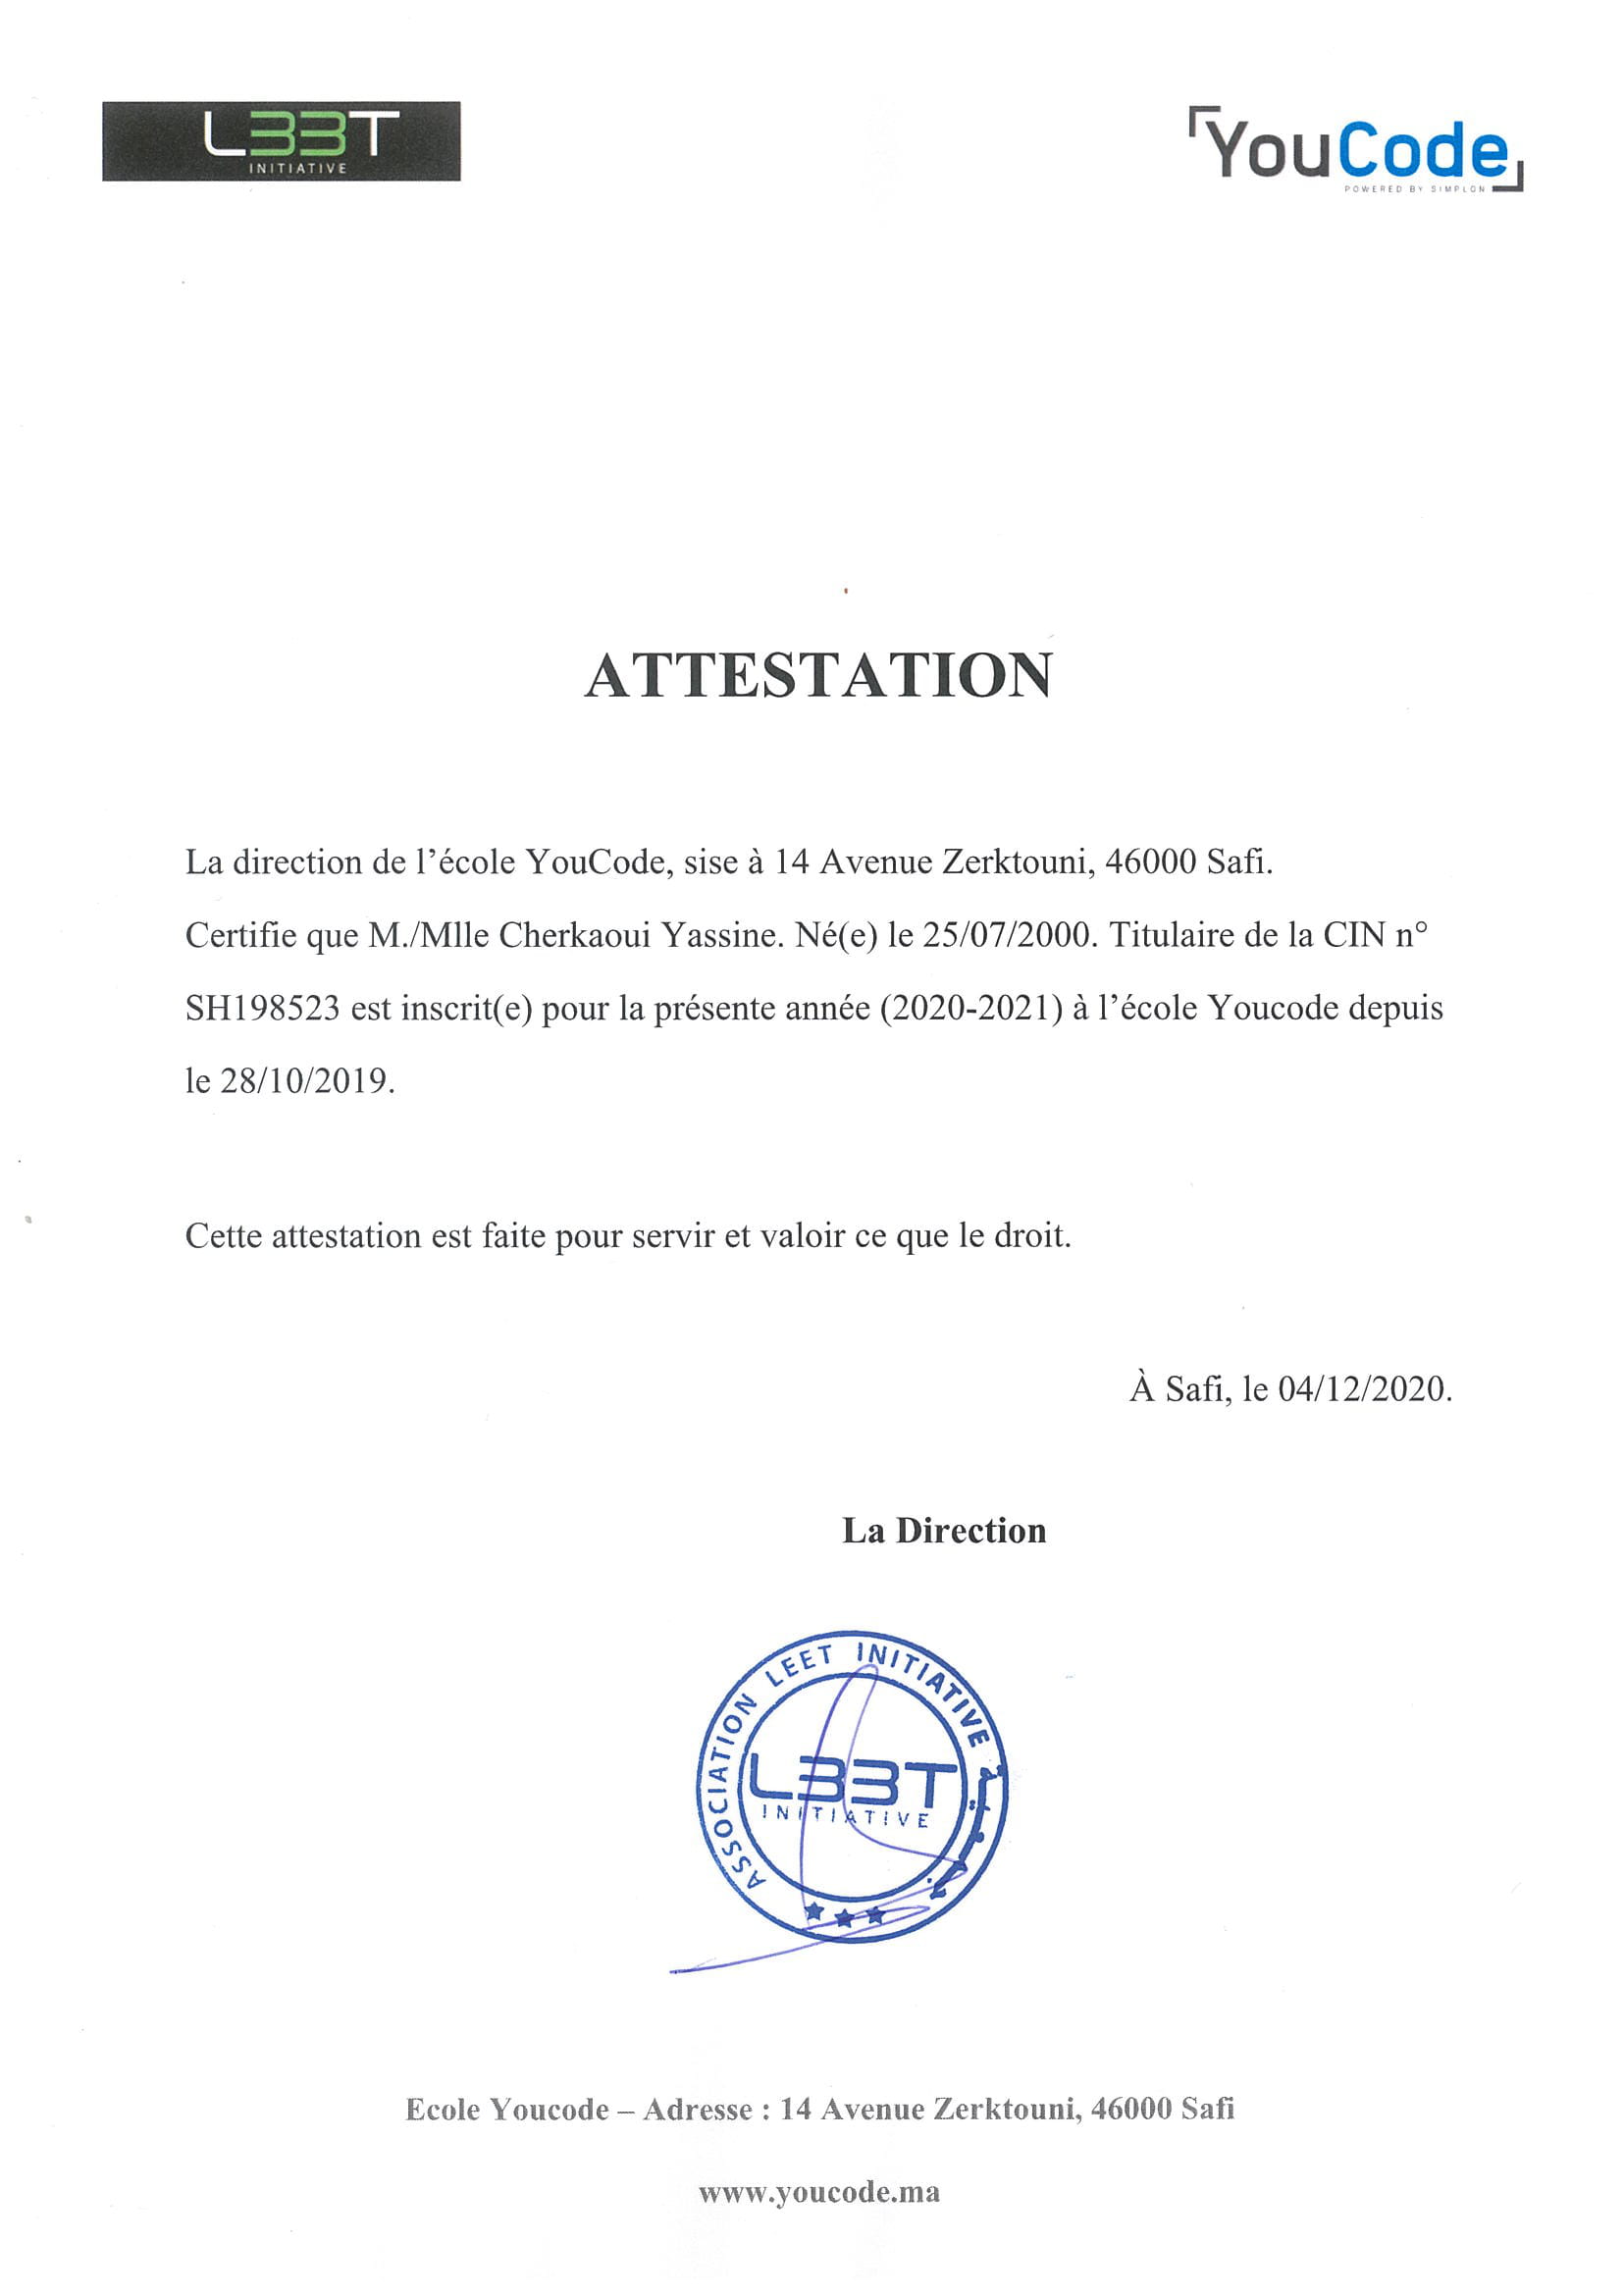 L33T
INITIATIVE
YouCode
POWERED BY SIMPLON
ATTESTATION
La direction de l’école YouCode, sise à 14 Avenue Zerktouni, 46000 Safi.
Certifie que M./Mlle Cherkaoui Yassine. Né(e) le 25/07/2000. Titulaire de la CIN n°
SH198523 est inscrit(e) pour la présente année (2020-2021) à l’école Youcode depuis
le 28/10/2019.
Cette attestation est faite pour servir et valoir ce que le droit.
À Safi, le 04/12/2020.
La Direction
ASSOCIATION LEET INITIATIVE
L33T
INITIATIVE
Ecole Youcode – Adresse : 14 Avenue Zerktouni, 46000 Safi
www.youcode.ma